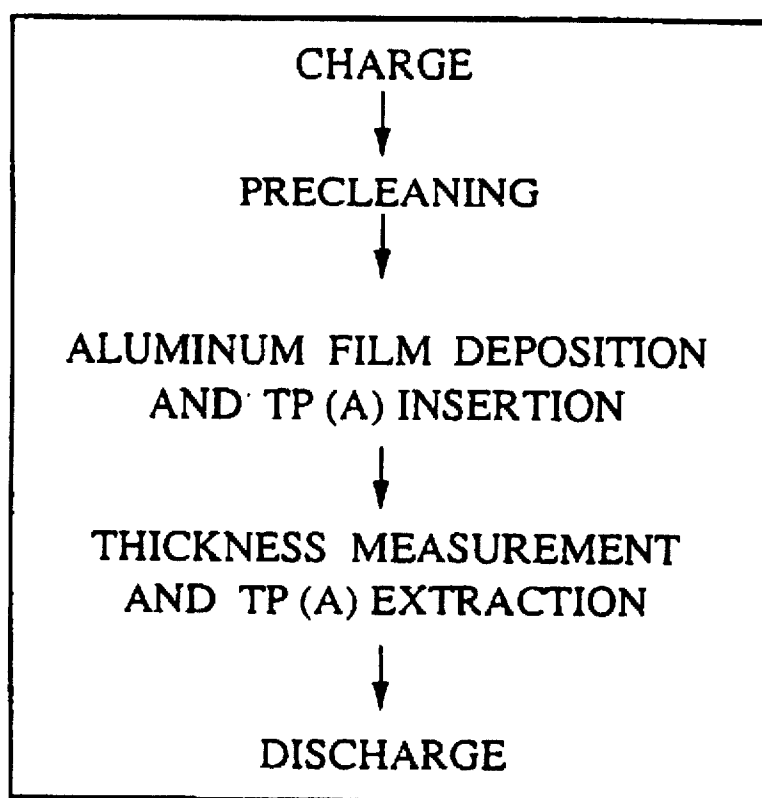 CHARGE
PRECLEANING
ALUMINUM FILM DEPOSITION
AND TP (A) INSERTION
THICKNESS MEASUREMENT
AND TP (A) EXTRACTION
DISCHARGE